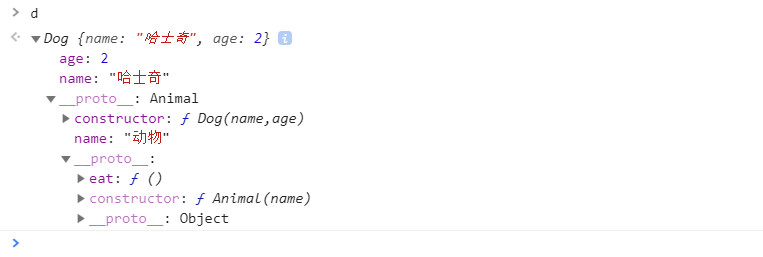 > d
Dog {name: "哈士奇", age: 2} i
age: 2
name: "哈士奇"
__proto__: Animal
constructor: ƒ Dog(name,age)
name: "动物"
__proto__:
eat: ƒ ()
constructor: ƒ Animal(name)
__proto__: Object
>